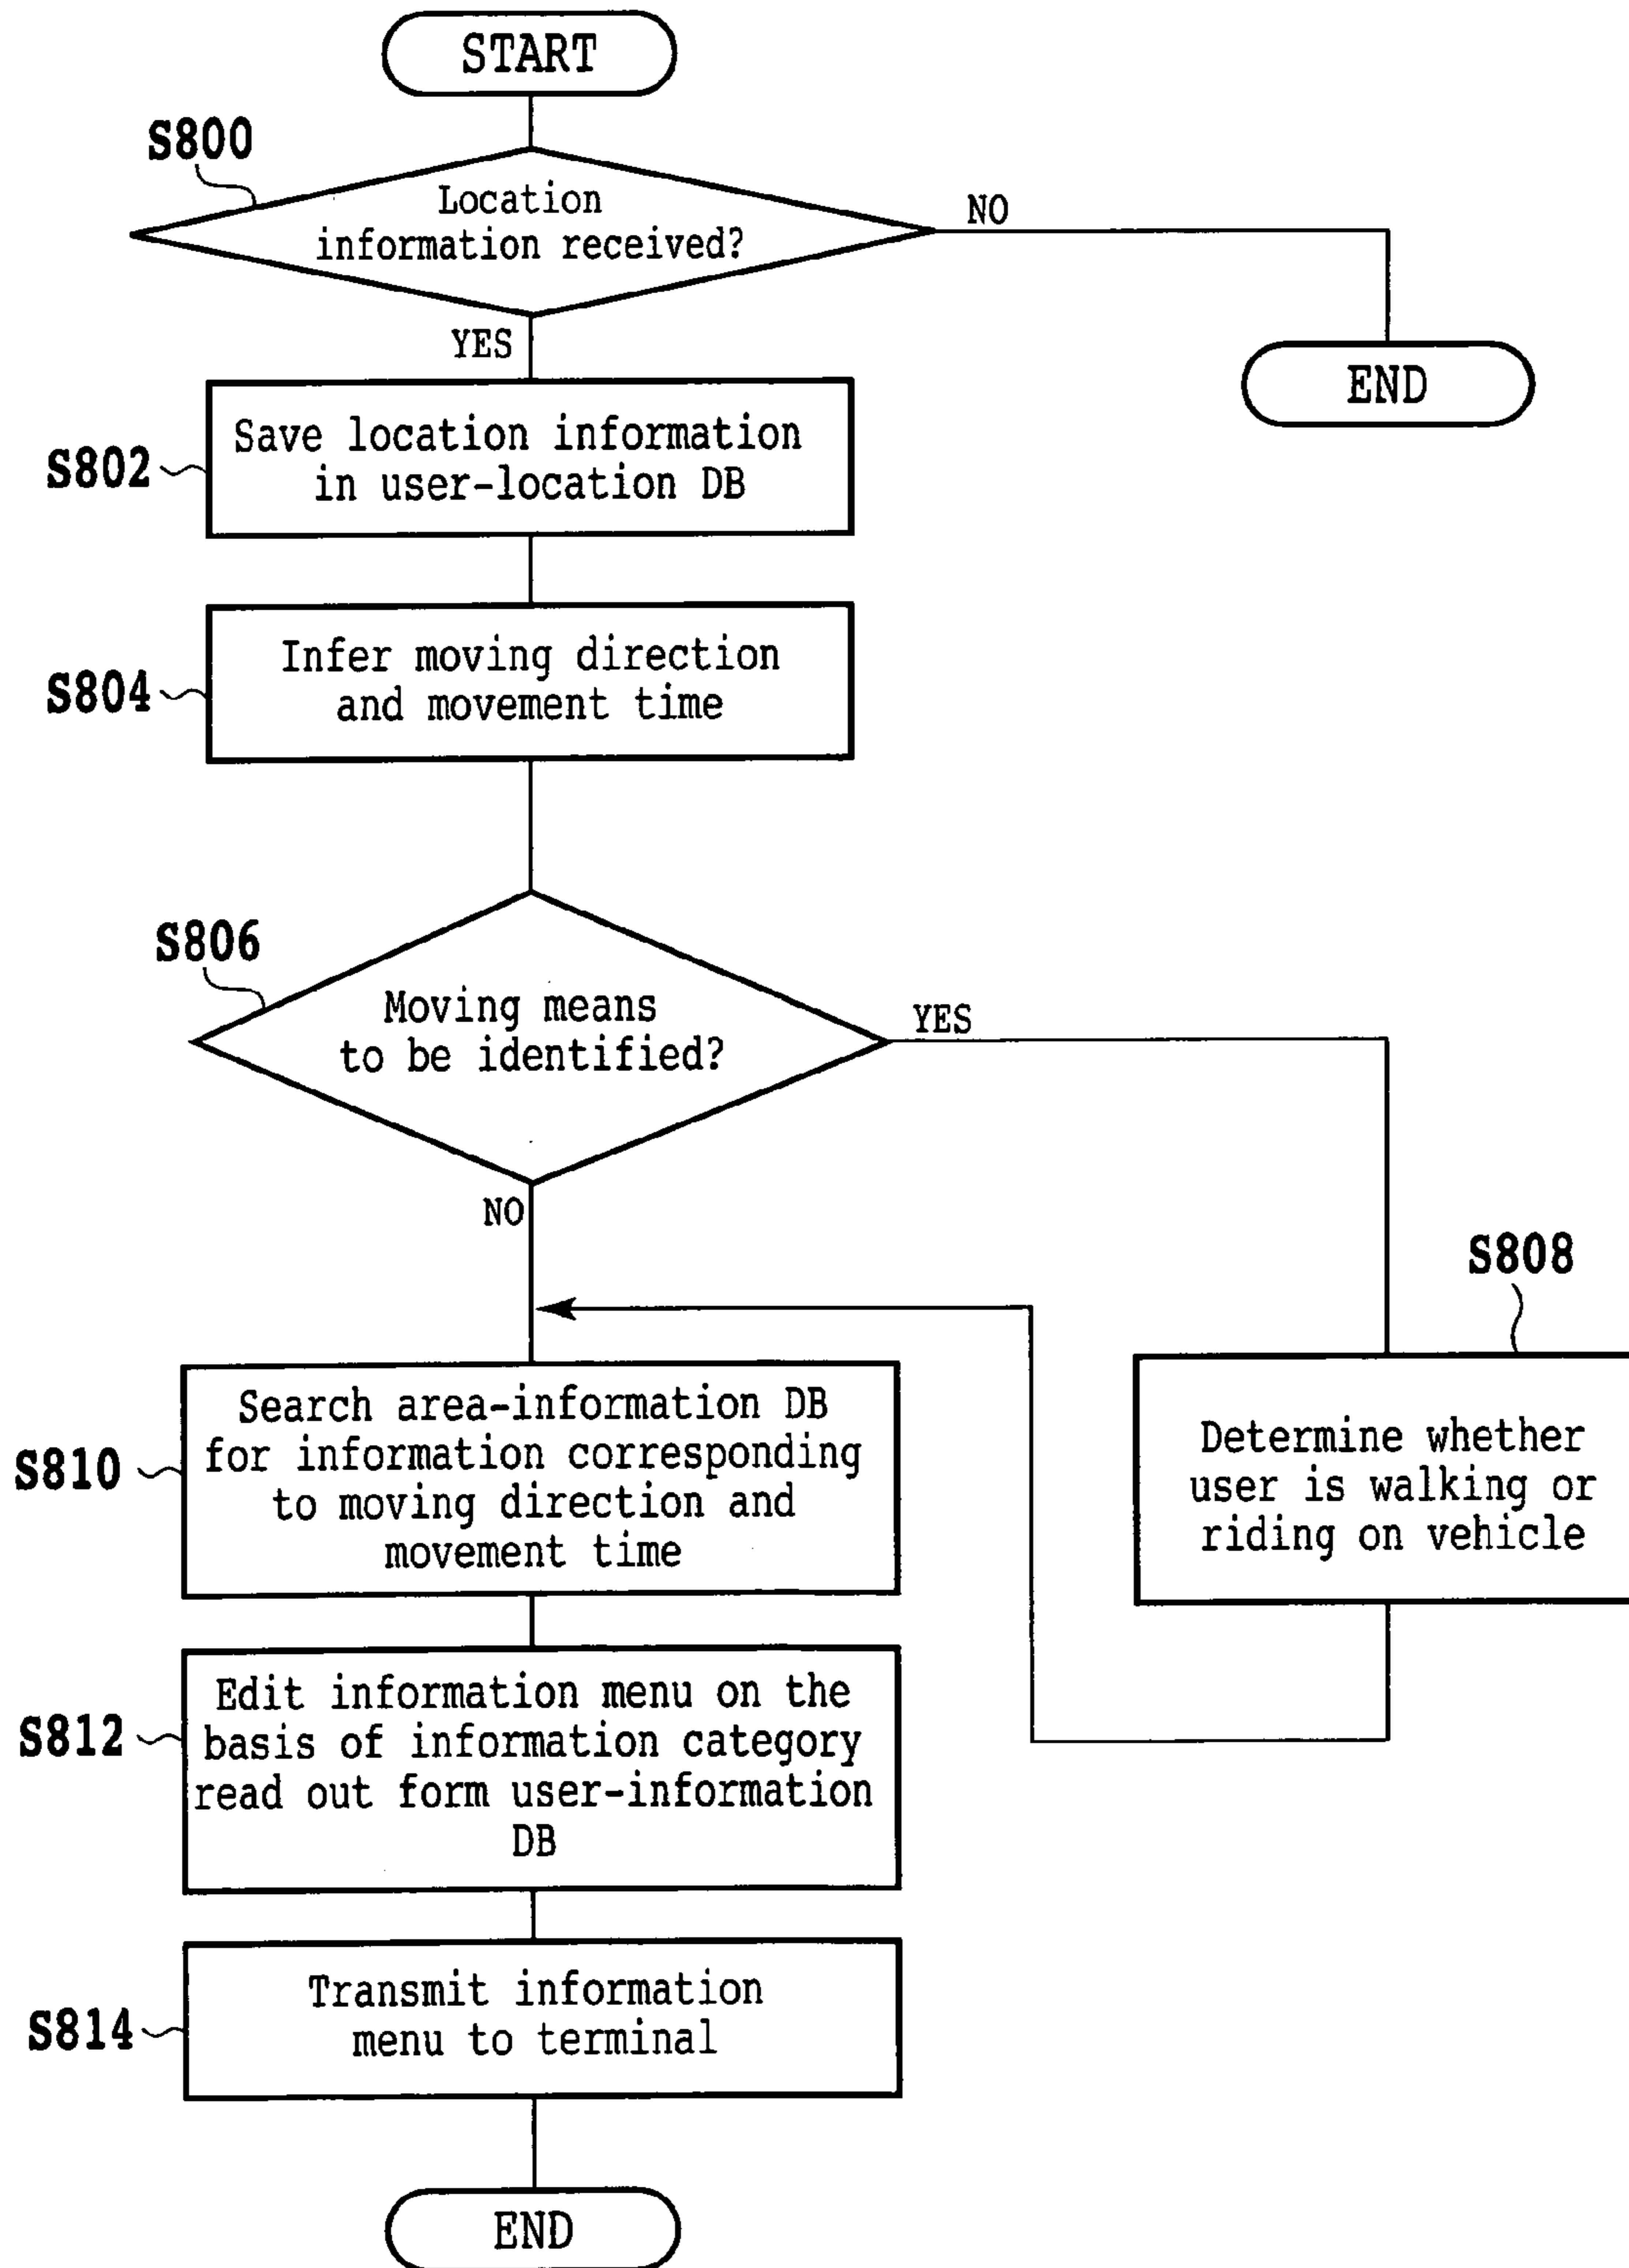 START
S800
Location
information received?
NO
YES
END
S802
Save location information
in user-location DB
S804
Infer moving direction
and movement time
S806
Moving means
to be identified?
YES
NO
S808
Determine whether
user is walking or
riding on vehicle
S810
Search area-information DB
for information corresponding
to moving direction and
movement time
S812
Edit information menu on the
basis of information category
read out form user-information
DB
S814
Transmit information
menu to terminal
END